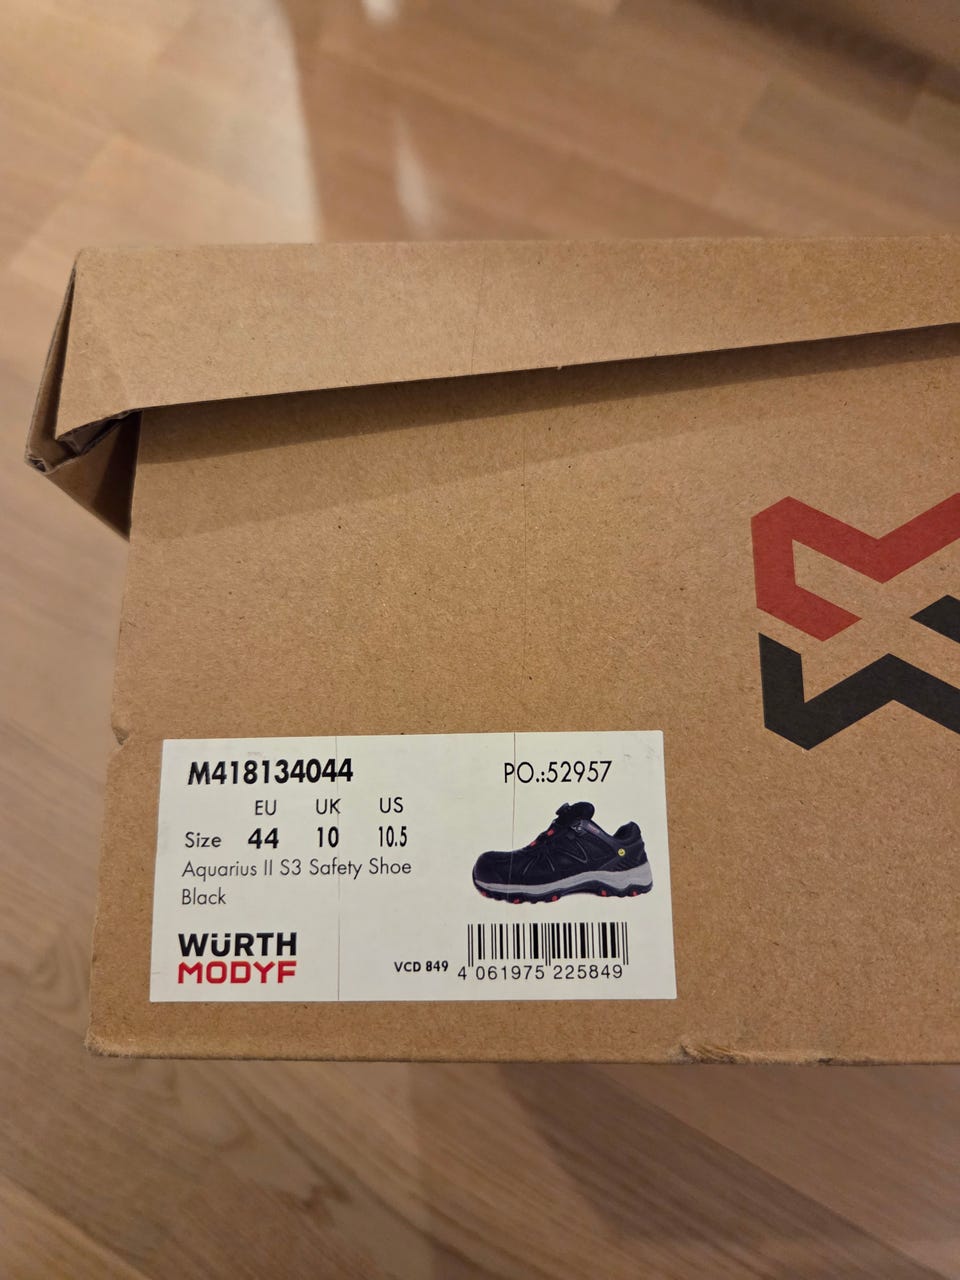 M418134044 PO.:52957
EU UK US
Size 44 10 10.5
Aquarius II S3 Safety Shoe
Black
WÜRTH
MODYF
VCD 849 4 061975 225849